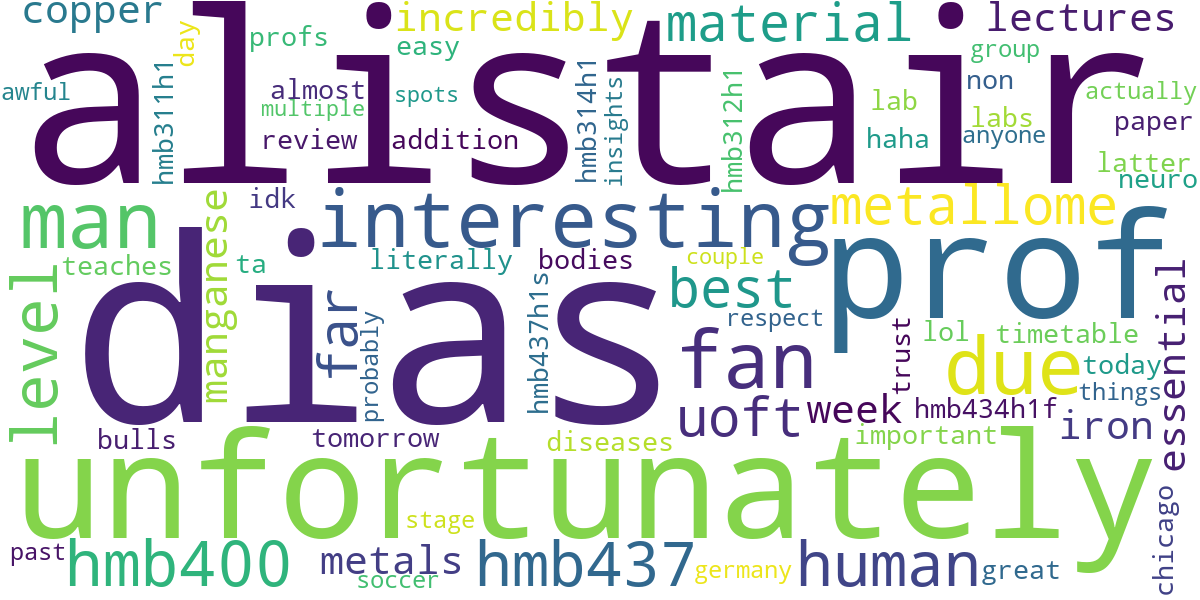 copper
alistair
incredibly
material
lectures
day
profs
easy
group
awful
hmb311h1
almost
spots
hmb314h1
insights
hmb312h1
lab
non
actually
multiple
labs
paper
review
addition
haha
anyone
latter
neuro
man
manganese
idk
interesting
metallome
prof
level
teaches
ta
dias
literally
bodies
couple
best
far
probably
hmb437h1s
respect
fan
trust
lol
timetable
essential
due
today
things
uoft
week
hmb434h1f
iron
bulls
tomorrow
diseases
important
unfortunately
stage
chicago
past
hmb400
metals
soccer
hmb437
germany
human
great